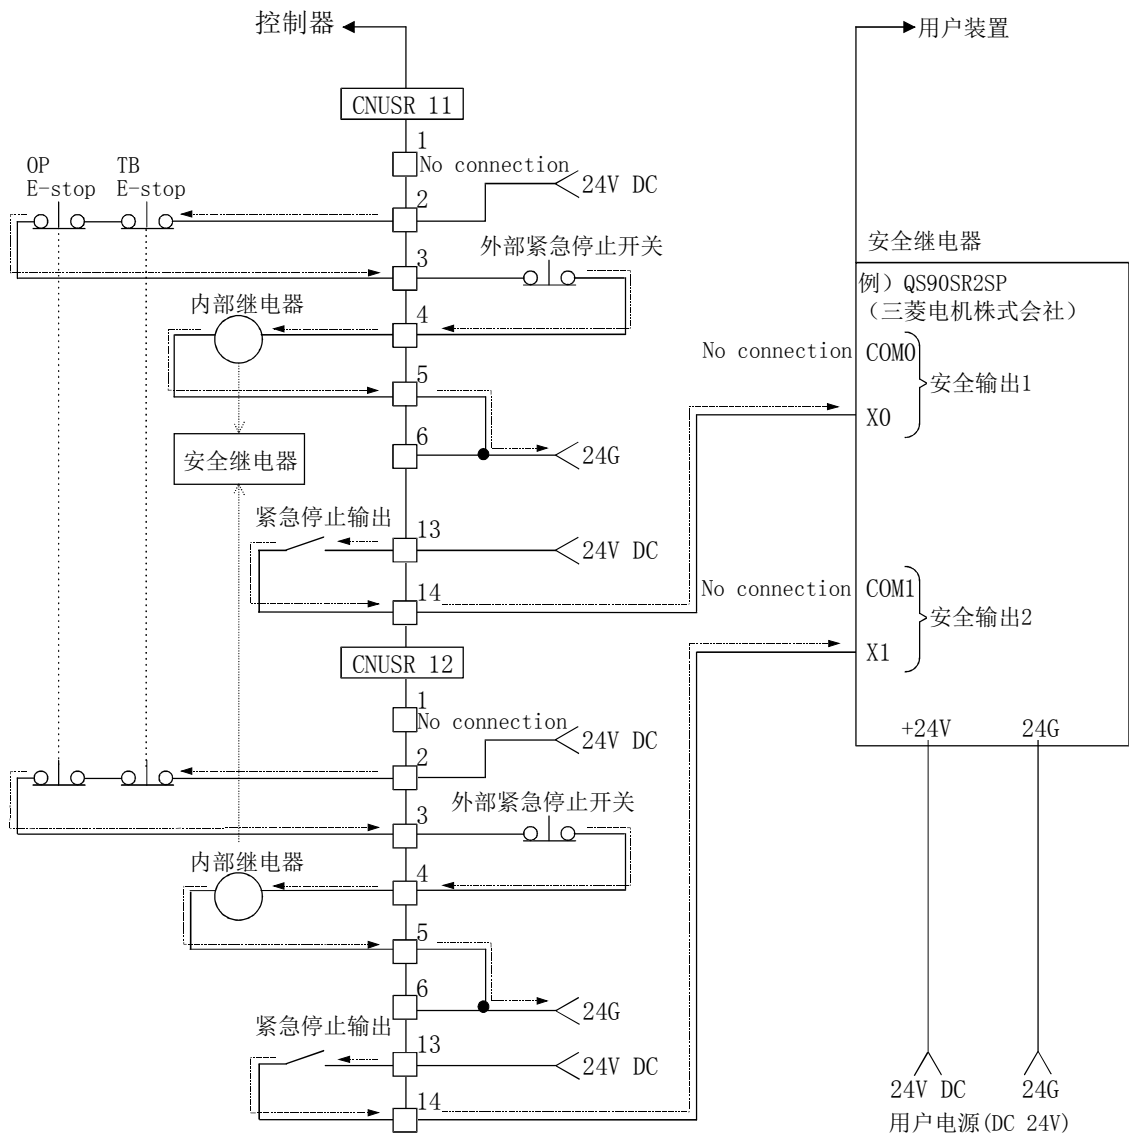 控制器
用户装置
CNUSR 11
1
No connection
OP
E-stop
TB
E-stop
2
24V DC
3
外部紧急停止开关
内部继电器
4
5
6
24G
安全继电器
紧急停止输出
13
24V DC
14
安全继电器
例）QS90SR2SP
（三菱电机株式会社）
No connection
COM0
安全输出1
X0
No connection
COM1
安全输出2
X1
+24V
24G
CNUSR 12
1
No connection
2
24V DC
3
外部紧急停止开关
内部继电器
4
5
6
24G
紧急停止输出
13
24V DC
14
24V DC
24G
用户电源(DC 24V)